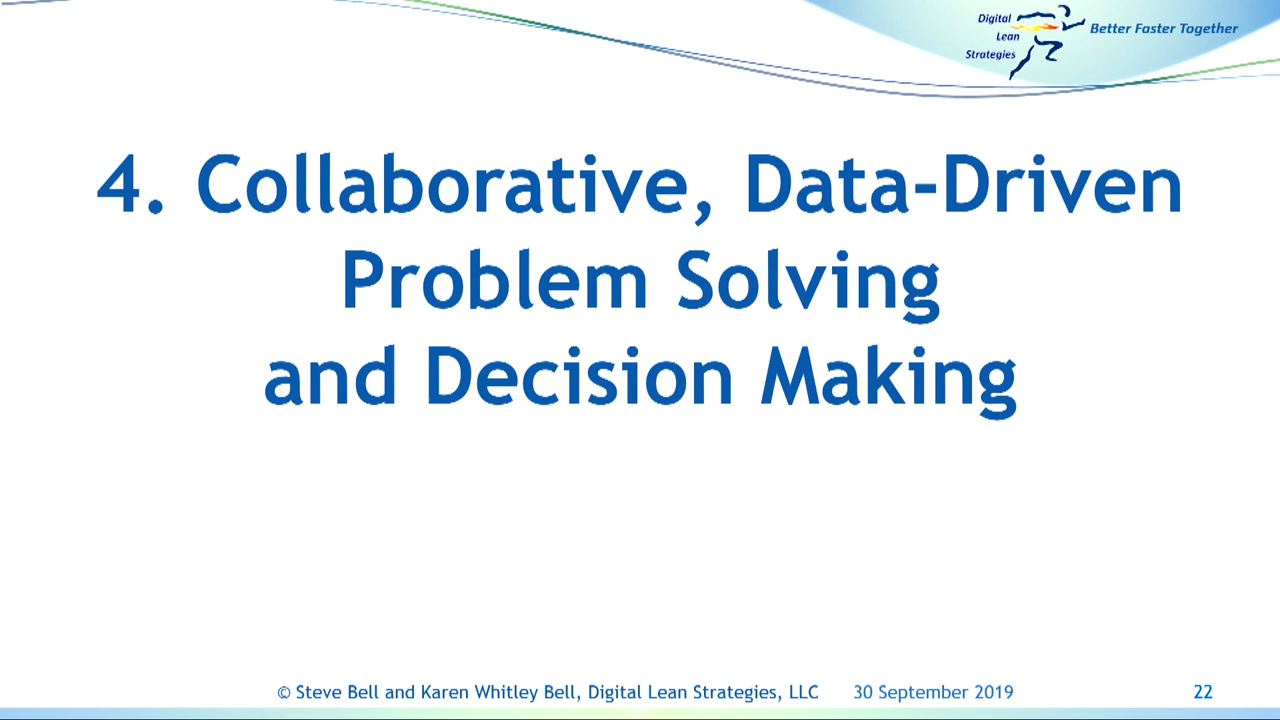 Digital
Lean
Strategies
Better Faster Together
4. Collaborative, Data-Driven
Problem Solving
and Decision Making
© Steve Bell and Karen Whitley Bell, Digital Lean Strategies, LLC 30 September 2019 22